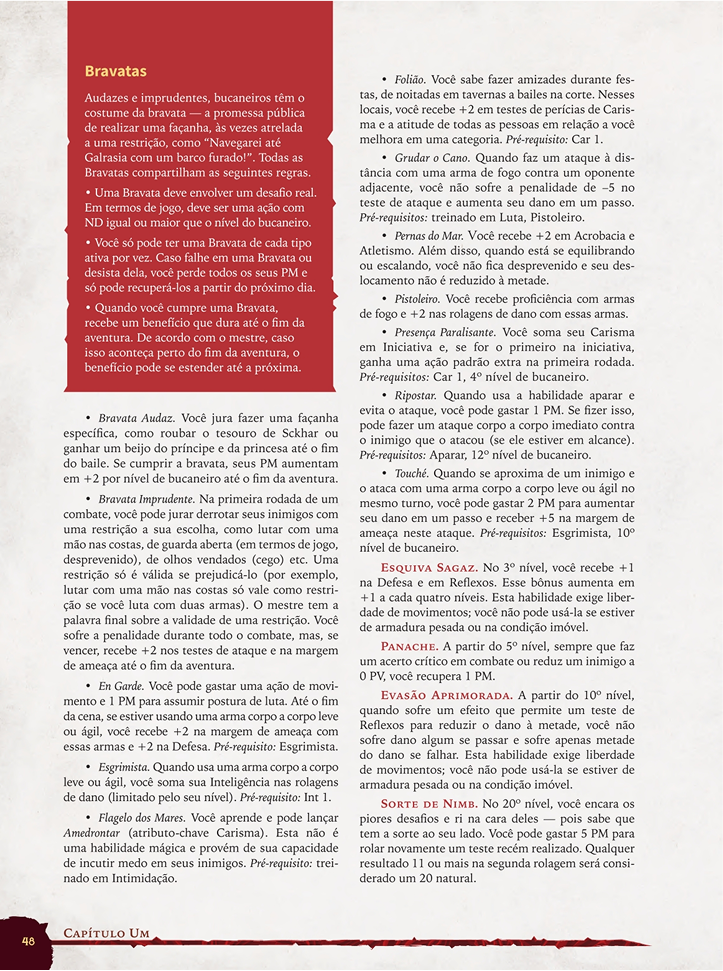 Bravatas
Audazes e imprudentes, bucaneiros têm o
costume da bravata — a promessa pública
de realizar uma façanha, às vezes atrelada
a uma restrição, como “Navegarei até
Galrasia com um barco furado!”. Todas as
Bravatas compartilham as seguintes regras.
• Uma Bravata deve envolver um desafio real.
Em termos de jogo, deve ser uma ação com
ND igual ou maior que o nível do bucaneiro.
• Você só pode ter uma Bravata de cada tipo
ativa por vez. Caso falhe em uma Bravata ou
desista dela, você perde todos os seus PM e
só pode recuperá-los a partir do próximo dia.
• Quando você cumpre uma Bravata,
recebe um benefício que dura até o fim da
aventura. De acordo com o mestre, caso
isso aconteça perto do fim da aventura, o
benefício pode se estender até a próxima.
• Bravata Audaz. Você jura fazer uma façanha
específica, como roubar o tesouro de Sckhar ou
ganhar um beijo do príncipe e da princesa até o fim
do baile. Se cumprir a bravata, seus PM aumentam
em +2 por nível de bucaneiro até o fim da aventura.
• Bravata Imprudente. Na primeira rodada de um
combate, você pode jurar derrotar seus inimigos com
uma restrição a sua escolha, como lutar com uma
mão nas costas, de guarda aberta (em termos de jogo,
desprevenido), de olhos vendados (cego) etc. Uma
restrição só é válida se prejudicá-lo (por exemplo,
lutar com uma mão nas costas só vale como restri-
ção se você luta com duas armas). O mestre tem a
palavra final sobre a validade de uma restrição. Você
sofre a penalidade durante todo o combate, mas, se
vencer, recebe +2 nos testes de ataque e na margem
de ameaça até o fim da aventura.
• En Garde. Você pode gastar uma ação de movi-
mento e 1 PM para assumir postura de luta. Até o fim
da cena, se estiver usando uma arma corpo a corpo leve
ou ágil, você recebe +2 na margem de ameaça com
essas armas e +2 na Defesa. Pré-requisito: Esgrimista.
• Esgrimista. Quando usa uma arma corpo a corpo
leve ou ágil, você soma sua Inteligência nas rolagens
de dano (limitado pelo seu nível). Pré-requisito: Int 1.
• Flagelo dos Mares. Você aprende e pode lançar
Amedrontar (atributo-chave Carisma). Esta não é
uma habilidade mágica e provém de sua capacidade
de incutir medo em seus inimigos. Pré-requisito: trei-
nado em Intimidação.
• Folião. Você sabe fazer amizades durante fes-
tas, de noitadas em tavernas a bailes na corte. Nesses
locais, você recebe +2 em testes de perícias de Caris-
ma e a atitude de todas as pessoas em relação a você
melhora em uma categoria. Pré-requisito: Car 1.
• Grudar o Cano. Quando faz um ataque à dis-
tância com uma arma de fogo contra um oponente
adjacente, você não sofre a penalidade de –5 no
teste de ataque e aumenta seu dano em um passo.
Pré-requisitos: treinado em Luta, Pistoleiro.
• Pernas do Mar. Você recebe +2 em Acrobacia e
Atletismo. Além disso, quando está se equilibrando
ou escalando, você não fica desprevenido e seu des-
locamento não é reduzido à metade.
• Pistoleiro. Você recebe proficiência com armas
de fogo e +2 nas rolagens de dano com essas armas.
• Presença Paralisante. Você soma seu Carisma
em Iniciativa e, se for o primeiro na iniciativa,
ganha uma ação padrão extra na primeira rodada.
Pré-requisitos: Car 1, 4º nível de bucaneiro.
• Ripostar. Quando usa a habilidade aparar e
evita o ataque, você pode gastar 1 PM. Se fizer isso,
pode fazer um ataque corpo a corpo imediato contra
o inimigo que o atacou (se ele estiver em alcance).
Pré-requisitos: Aparar, 12º nível de bucaneiro.
• Touché. Quando se aproxima de um inimigo e
o ataca com uma arma corpo a corpo leve ou ágil no
mesmo turno, você pode gastar 2 PM para aumentar
seu dano em um passo e receber +5 na margem de
ameaça neste ataque. Pré-requisitos: Esgrimista, 10º
nível de bucaneiro.
Esquiva Sagaz. No 3º nível, você recebe +1
na Defesa e em Reflexos. Esse bônus aumenta em
+1 a cada quatro níveis. Esta habilidade exige liber-
dade de movimentos; você não pode usá-la se estiver
de armadura pesada ou na condição imóvel.
Panache. A partir do 5º nível, sempre que faz
um acerto crítico em combate ou reduz um inimigo a
0 PV, você recupera 1 PM.
Evasão Aprimorada. A partir do 10º nível,
quando sofre um efeito que permite um teste de
Reflexos para reduzir o dano à metade, você não
sofre dano algum se passar e sofre apenas metade
do dano se falhar. Esta habilidade exige liberdade
de movimentos; você não pode usá-la se estiver de
armadura pesada ou na condição imóvel.
Sorte de Nimb. No 20º nível, você encara os
piores desafios e ri na cara deles — pois sabe que
tem a sorte ao seu lado. Você pode gastar 5 PM para
rolar novamente um teste recém realizado. Qualquer
resultado 11 ou mais na segunda rolagem será consi-
derado um 20 natural.
48
Capítulo Um